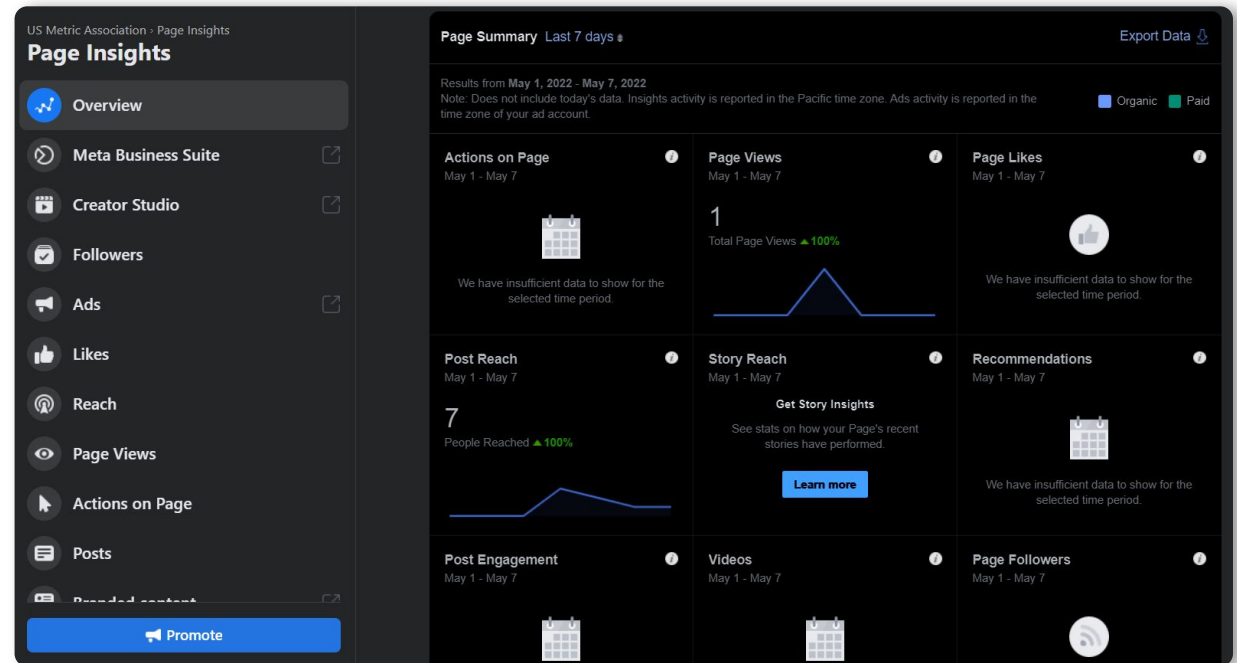 US Metric Association › Page Insights
Page Insights
Overview
Meta Business Suite
Creator Studio
Followers
Ads
Likes
Reach
Page Views
Actions on Page
Posts
Branded content
Promote
Page Summary Last 7 days
Export Data
Results from May 1, 2022 - May 7, 2022
Note: Does not include today's data. Insights activity is reported in the Pacific time zone. Ads activity is reported in the
time zone of your ad account.
Organic Paid
Actions on Page
May 1 - May 7
We have insufficient data to show for the
selected time period.
Page Views
May 1 - May 7
1
Total Page Views ▲100%
Page Likes
May 1 - May 7
We have insufficient data to show for the
selected time period.
Post Reach
May 1 - May 7
7
People Reached ▲100%
Story Reach
May 1 - May 7
Get Story Insights
See stats on how your Page's recent
stories have performed.
Learn more
Recommendations
May 1 - May 7
We have insufficient data to show for the
selected time period.
Post Engagement
May 1 - May 7
Videos
May 1 - May 7
Page Followers
May 1 - May 7